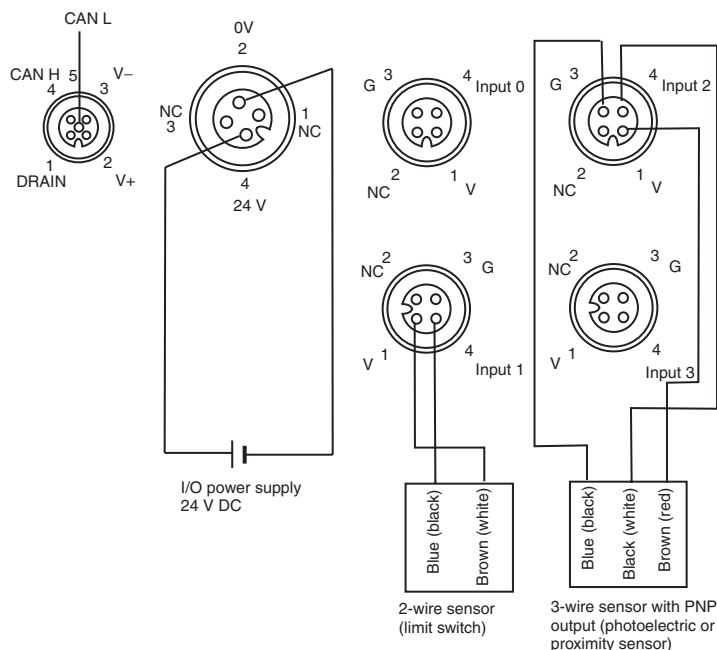 CAN L
CAN H 5 V–
4 3
1 2
DRAIN V+
0V
2
NC
3
1
NC
4
24 V
I/O power supply
24 V DC
G 3 4 Input 0
2 1
NC V
NC 2 3 G
V 1 4
Input 1
G 3 4 Input 2
2 1
NC V
NC 2 3 G
V 1 4
Input 3
Blue (black)
Brown (white)
2-wire sensor
(limit switch)
Blue (black)
Black (white)
Brown (red)
3-wire sensor with PNP
output (photoelectric or
proximity sensor)